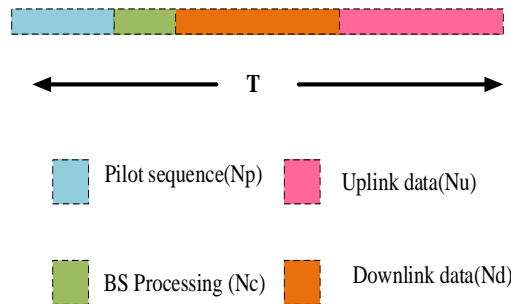 T
Pilot sequence(Np)
Uplink data(Nu)
BS Processing (Nc)
Downlink data(Nd)